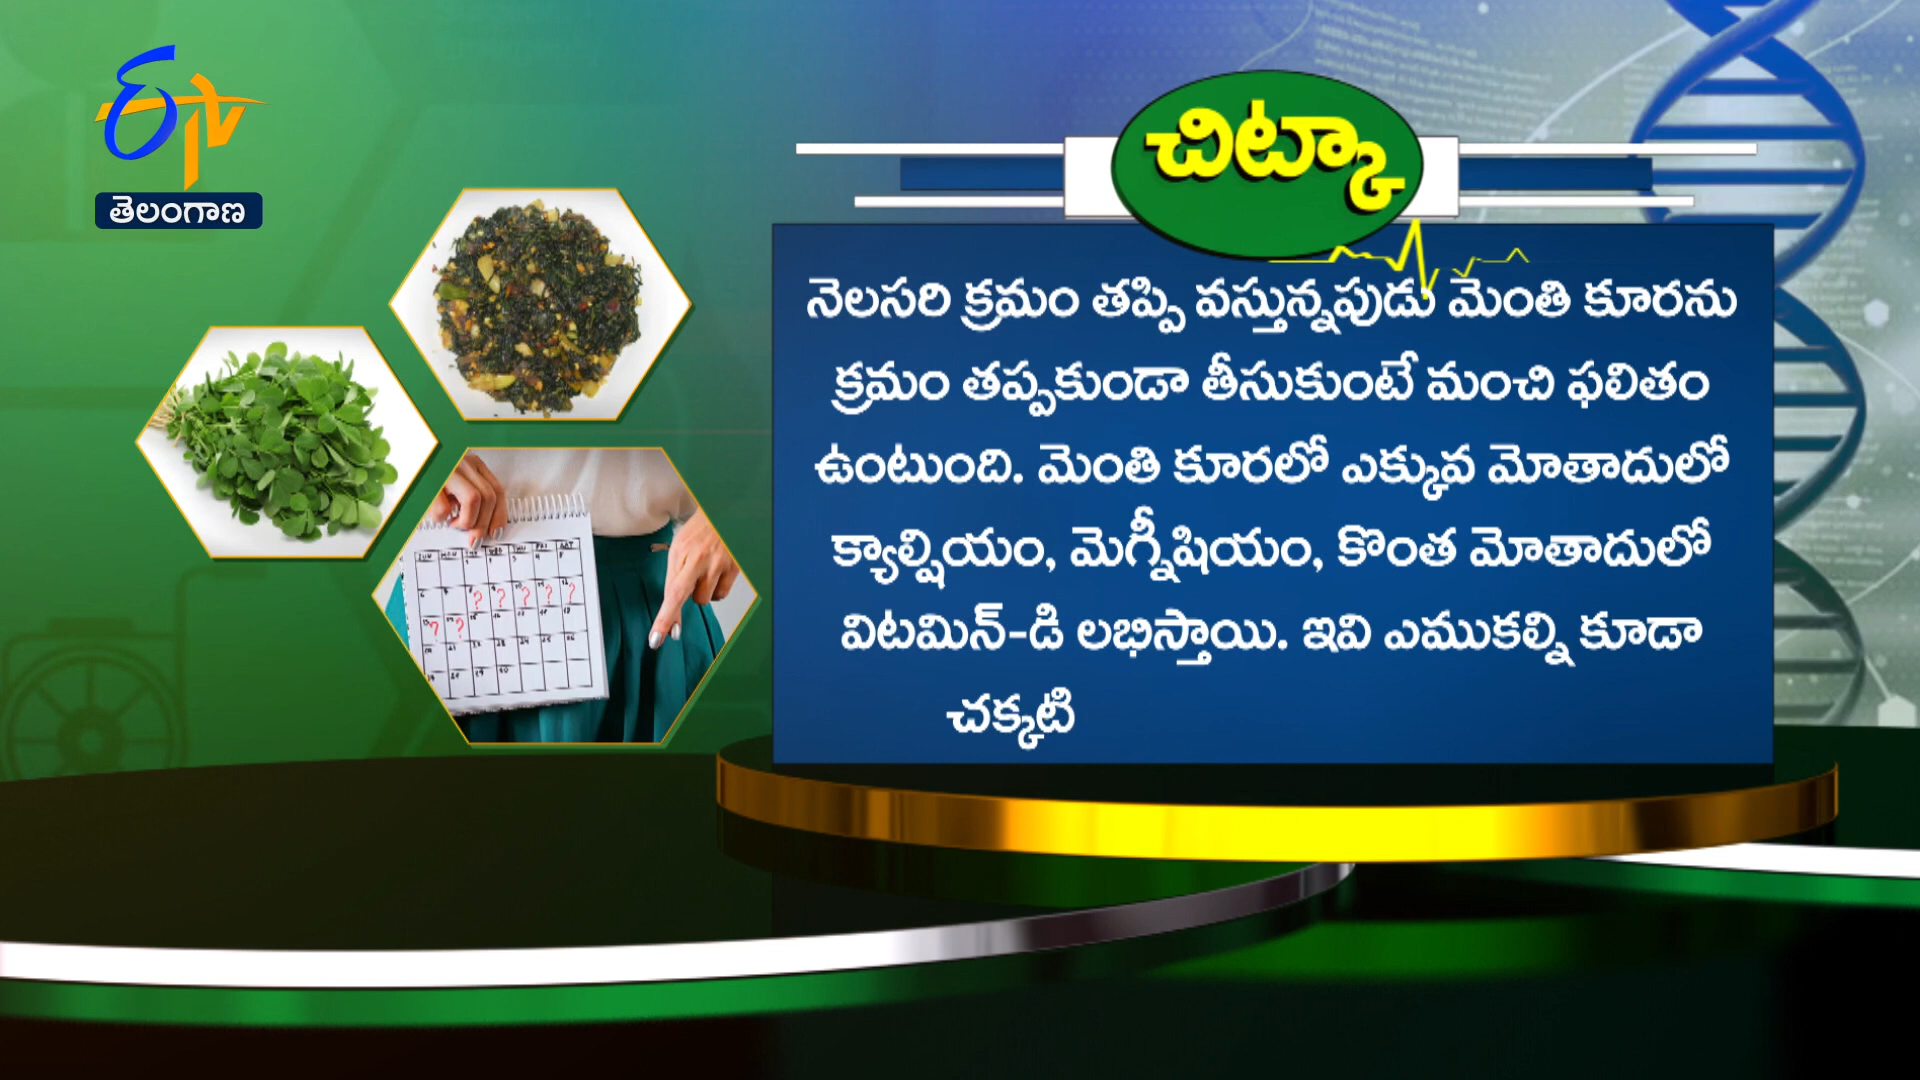 ETV
తెలంగాణ
చిట్కా
నెలసరి క్రమం తప్పి వస్తున్నపుడు మెంతి కూరను
క్రమం తప్పకుండా తీసుకుంటే మంచి ఫలితం
ఉంటుంది. మెంతి కూరలో ఎక్కువ మోతాదులో
క్యాల్షియం, మెగ్నీషియం, కొంత మోతాదులో
విటమిన్-డి లభిస్తాయి. ఇవి ఎముకల్ని కూడా
చక్కటి